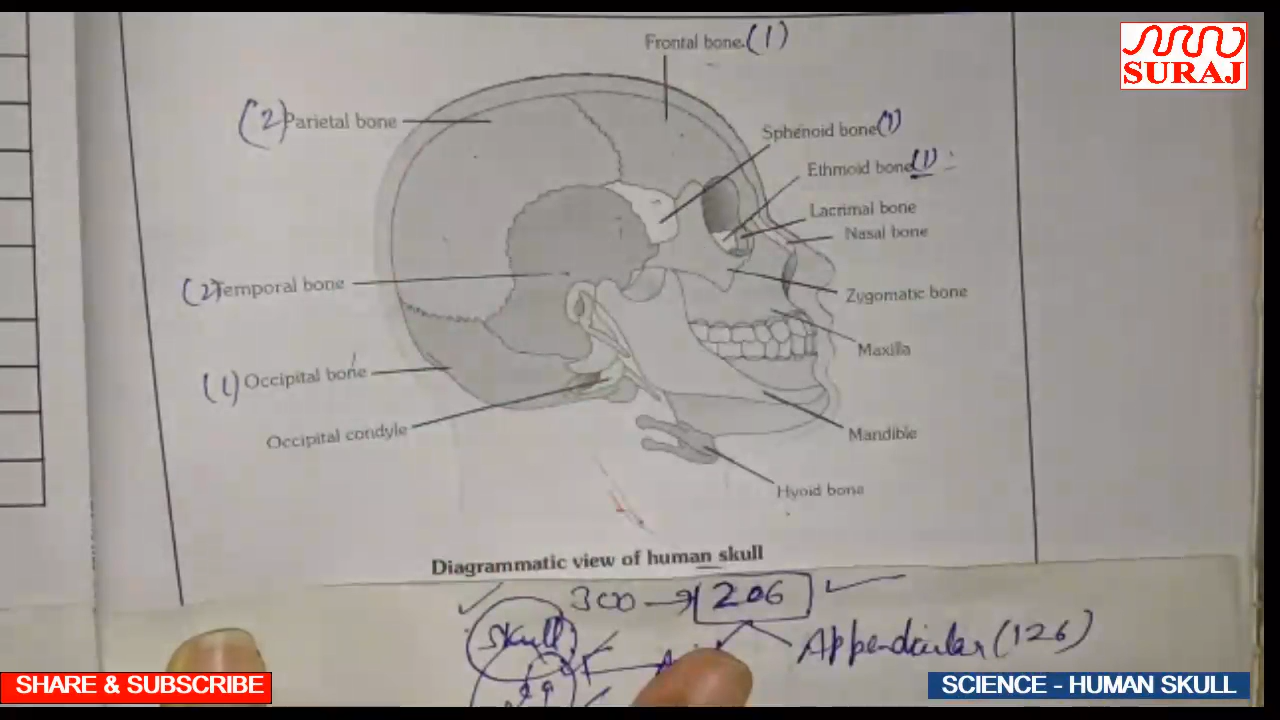 SURAJ
Frontal bone (1)
(2) Parietal bone
Sphenoid bone (1)
Ethmoid bone (1)
Lacrimal bone
Nasal bone
(2) Temporal bone
Zygomatic bone
Maxilla
(1) Occipital bone
Occipital condyle
Mandible
Hyoid bone
Diagrammatic view of human skull
300 → 206
Skull
Appendicular (126)
SHARE & SUBSCRIBE
SCIENCE - HUMAN SKULL